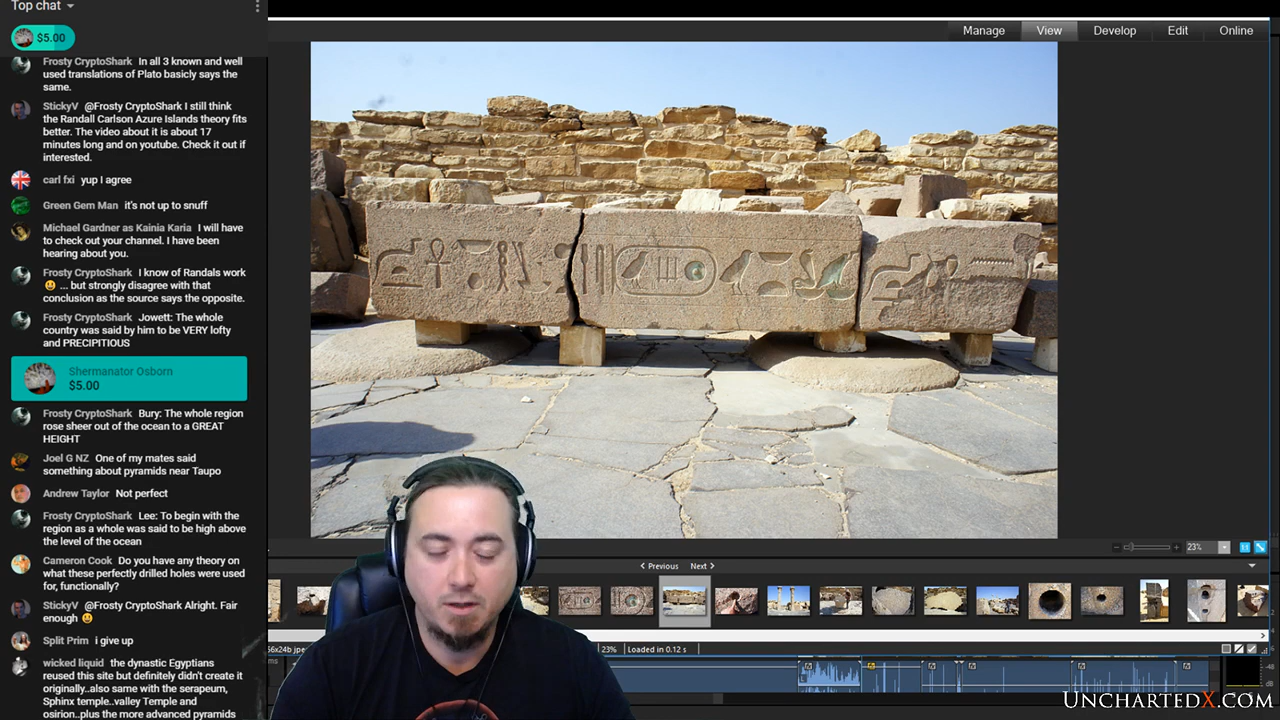 Top chat
$5.00
Frosty CryptoShark In all 3 known and well
used translations of Plato basicly says the
same.
StickyV @Frosty CryptoShark I still think
the Randall Carlson Azure Islands theory fits
better. The video about it is about 17
minutes long and on youtube. Check it out if
interested.
carl fxi yup I agree
Green Gem Man it's not up to snuff
Michael Gardner as Kainia Karia I will have
to check out your channel. I have been
hearing about you.
Frosty CryptoShark I know of Randals work
😃 ... but strongly disagree with that
conclusion as the source says the opposite.
Frosty CryptoShark Jowett: The whole
country was said by him to be VERY lofty
and PRECIPITIOUS
Shermanator Osborn
$5.00
Frosty CryptoShark Bury: The whole region
rose sheer out of the ocean to a GREAT
HEIGHT
Joel G NZ One of my mates said
something about pyramids near Taupo
Andrew Taylor Not perfect
Frosty CryptoShark Lee: To begin with the
region as a whole was said to be high above
the level of the ocean
Cameron Cook Do you have any theory on
what these perfectly drilled holes were used
for, functionally?
StickyV @Frosty CryptoShark Alright. Fair
enough 😃
Split Prim i give up
wicked liquid the dynastic Egyptians
reused this site but definitely didn't create it
originally..also same with the serapeum,
Sphinx temple..valley Temple and
osirion..plus the more advanced pyramids
Manage View Develop Edit Online
23%
Previous Next
23% Loaded in 0.12 s
UnchartedX.com